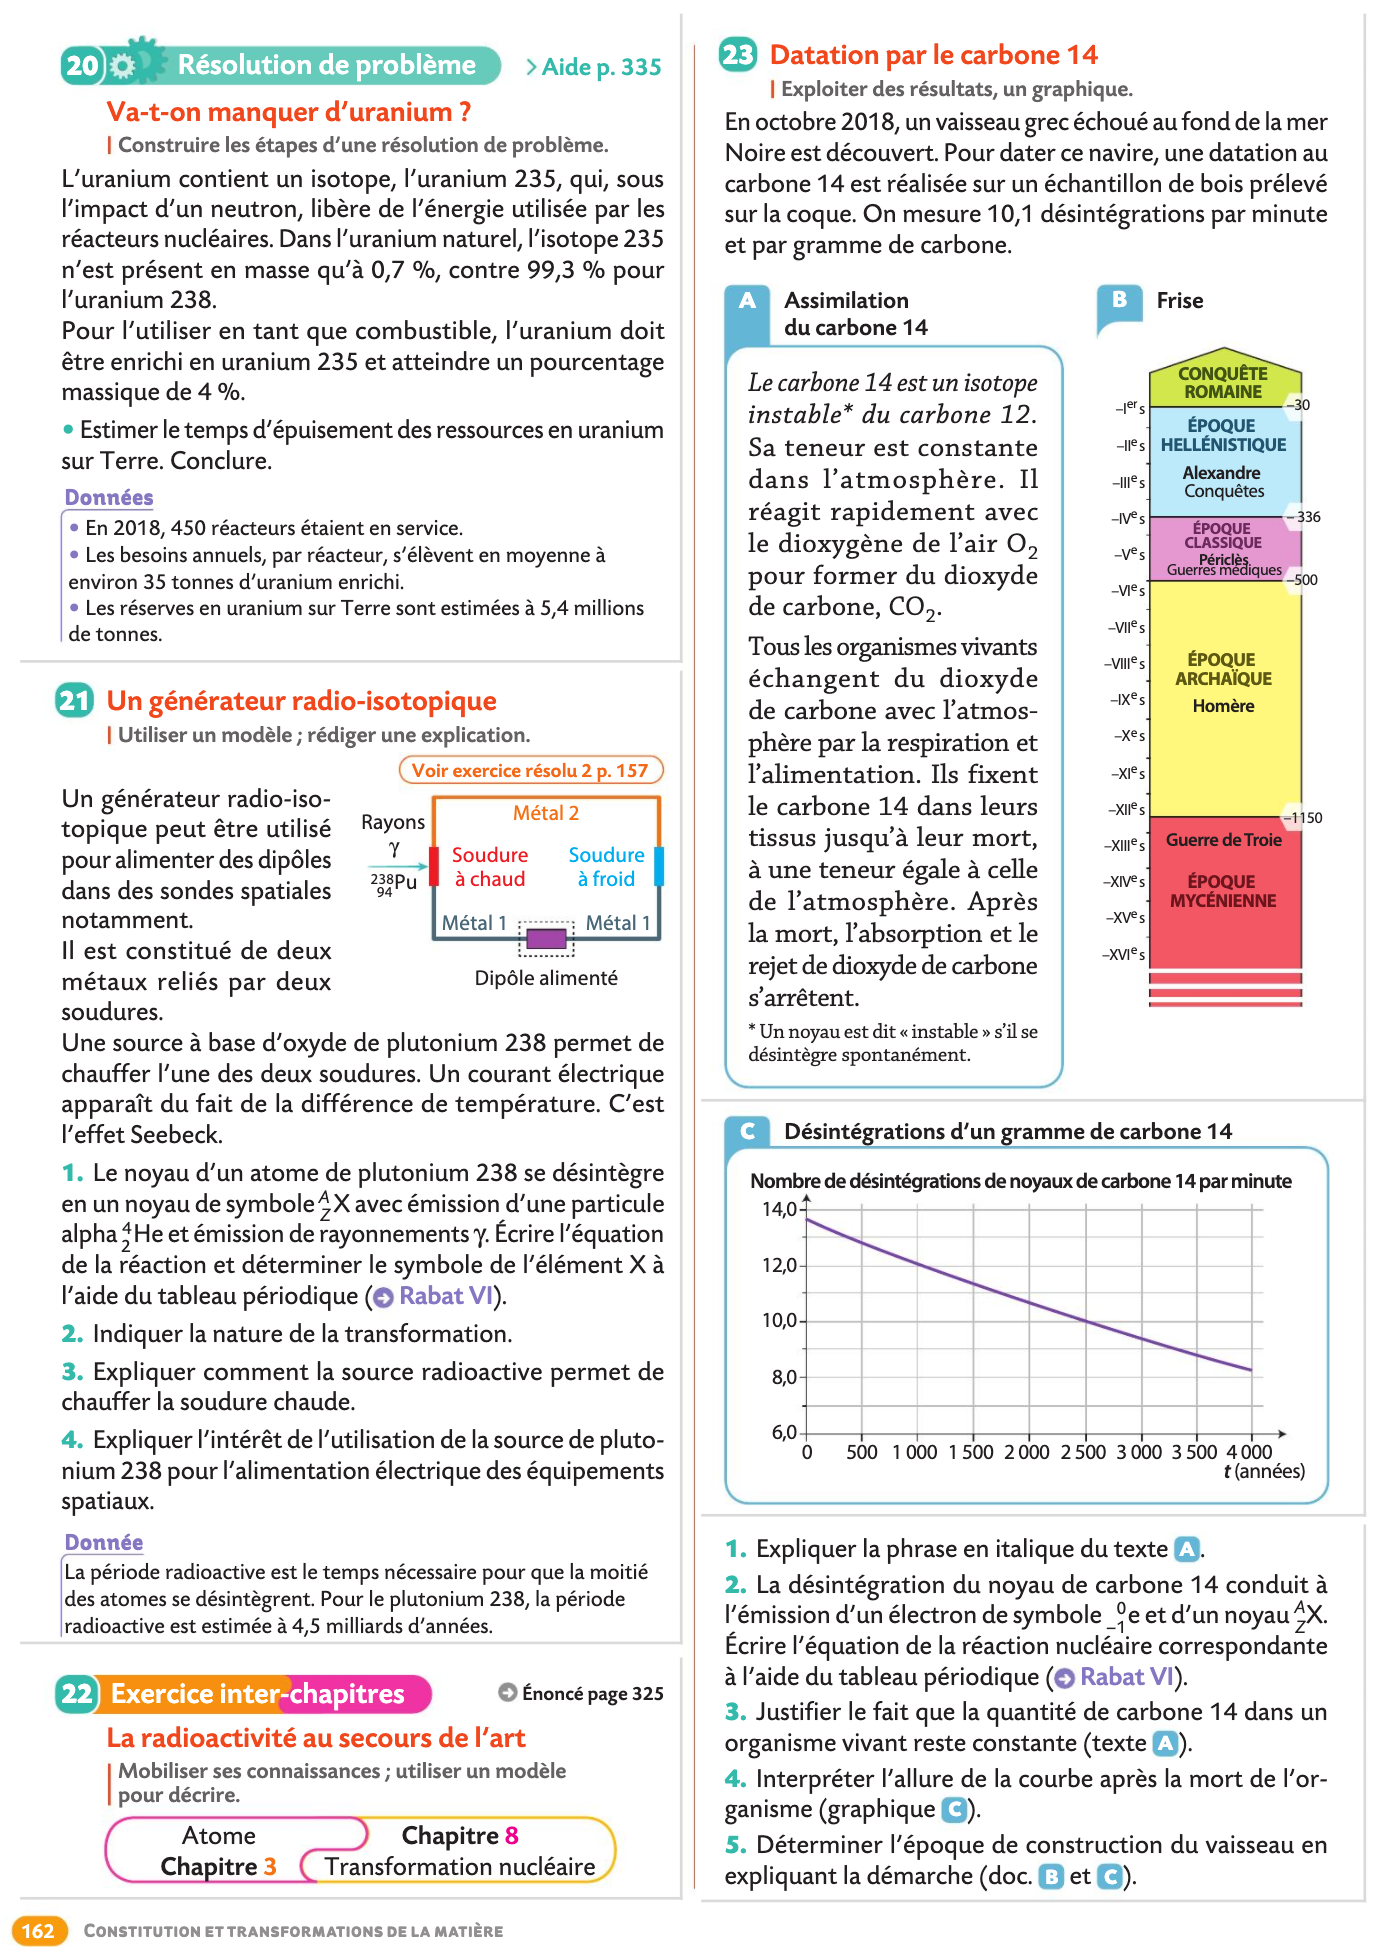 20 Résolution de problème > Aide p. 335
Va-t-on manquer d'uranium ?
Construire les étapes d'une résolution de problème.
L'uranium contient un isotope, l'uranium 235, qui, sous
l'impact d'un neutron, libère de l'énergie utilisée par les
réacteurs nucléaires. Dans l'uranium naturel, l'isotope 235
n'est présent en masse qu'à 0,7 %, contre 99,3 % pour
l'uranium 238.
Pour l'utiliser en tant que combustible, l'uranium doit
être enrichi en uranium 235 et atteindre un pourcentage
massique de 4 %.
• Estimer le temps d'épuisement des ressources en uranium
sur Terre. Conclure.
Données
• En 2018, 450 réacteurs étaient en service.
• Les besoins annuels, par réacteur, s'élèvent en moyenne à
environ 35 tonnes d'uranium enrichi.
• Les réserves en uranium sur Terre sont estimées à 5,4 millions
de tonnes.
21 Un générateur radio-isotopique
Utiliser un modèle ; rédiger une explication.
Voir exercice résolu 2 p. 157
Un générateur radio-iso-
topique peut être utilisé
pour alimenter des dipôles
dans des sondes spatiales
notamment.
Il est constitué de deux
métaux reliés par deux
soudures.
Métal 2
Rayons
γ
²³⁸₉₄Pu
Soudure
à chaud
Soudure
à froid
Métal 1
Métal 1
Dipôle alimenté
Une source à base d'oxyde de plutonium 238 permet de
chauffer l'une des deux soudures. Un courant électrique
apparaît du fait de la différence de température. C'est
l'effet Seebeck.
1. Le noyau d'un atome de plutonium 238 se désintègre
en un noyau de symbole ᴬ_Z X avec émission d'une particule
alpha ⁴₂He et émission de rayonnements γ. Écrire l'équation
de la réaction et déterminer le symbole de l'élément X à
l'aide du tableau périodique (➔ Rabat VI).
2. Indiquer la nature de la transformation.
3. Expliquer comment la source radioactive permet de
chauffer la soudure chaude.
4. Expliquer l'intérêt de l'utilisation de la source de pluto-
nium 238 pour l'alimentation électrique des équipements
spatiaux.
Donnée
La période radioactive est le temps nécessaire pour que la moitié
des atomes se désintègrent. Pour le plutonium 238, la période
radioactive est estimée à 4,5 milliards d'années.
22 Exercice inter-chapitres ➔ Énoncé page 325
La radioactivité au secours de l'art
Mobiliser ses connaissances ; utiliser un modèle
pour décrire.
Atome
Chapitre 3
Chapitre 8
Transformation nucléaire
23 Datation par le carbone 14
Exploiter des résultats, un graphique.
En octobre 2018, un vaisseau grec échoué au fond de la mer
Noire est découvert. Pour dater ce navire, une datation au
carbone 14 est réalisée sur un échantillon de bois prélevé
sur la coque. On mesure 10,1 désintégrations par minute
et par gramme de carbone.
A Assimilation
du carbone 14
Le carbone 14 est un isotope
instable* du carbone 12.
Sa teneur est constante
dans l'atmosphère. Il
réagit rapidement avec
le dioxygène de l'air O₂
pour former du dioxyde
de carbone, CO₂.
Tous les organismes vivants
échangent du dioxyde
de carbone avec l'atmos-
phère par la respiration et
l'alimentation. Ils fixent
le carbone 14 dans leurs
tissus jusqu'à leur mort,
à une teneur égale à celle
de l'atmosphère. Après
la mort, l'absorption et le
rejet de dioxyde de carbone
s'arrêtent.
* Un noyau est dit « instable » s'il se
désintègre spontanément.
B Frise
CONQUÊTE
ROMAINE
–Iᵉʳ s
–30
ÉPOQUE
HELLÉNISTIQUE
–IIᵉ s
Alexandre
Conquêtes
–IIIᵉ s
–IVᵉ s
–336
ÉPOQUE
CLASSIQUE
Périclès
Guerres médiques
–Vᵉ s
–500
–VIᵉ s
–VIIᵉ s
–VIIIᵉ s
ÉPOQUE
ARCHAÏQUE
Homère
–IXᵉ s
–Xᵉ s
–XIᵉ s
–XIIᵉ s
–1150
Guerre de Troie
–XIIIᵉ s
ÉPOQUE
MYCÉNIENNE
–XIVᵉ s
–XVᵉ s
–XVIᵉ s
C Désintégrations d'un gramme de carbone 14
Nombre de désintégrations de noyaux de carbone 14 par minute
14,0
12,0
10,0
8,0
6,0
0 500 1 000 1 500 2 000 2 500 3 000 3 500 4 000
t (années)
1. Expliquer la phrase en italique du texte A.
2. La désintégration du noyau de carbone 14 conduit à
l'émission d'un électron de symbole ⁰₋₁e et d'un noyau ᴬ_Z X.
Écrire l'équation de la réaction nucléaire correspondante
à l'aide du tableau périodique (➔ Rabat VI).
3. Justifier le fait que la quantité de carbone 14 dans un
organisme vivant reste constante (texte A).
4. Interpréter l'allure de la courbe après la mort de l'or-
ganisme (graphique C).
5. Déterminer l'époque de construction du vaisseau en
expliquant la démarche (doc. B et C).
162 CONSTITUTION ET TRANSFORMATIONS DE LA MATIÈRE